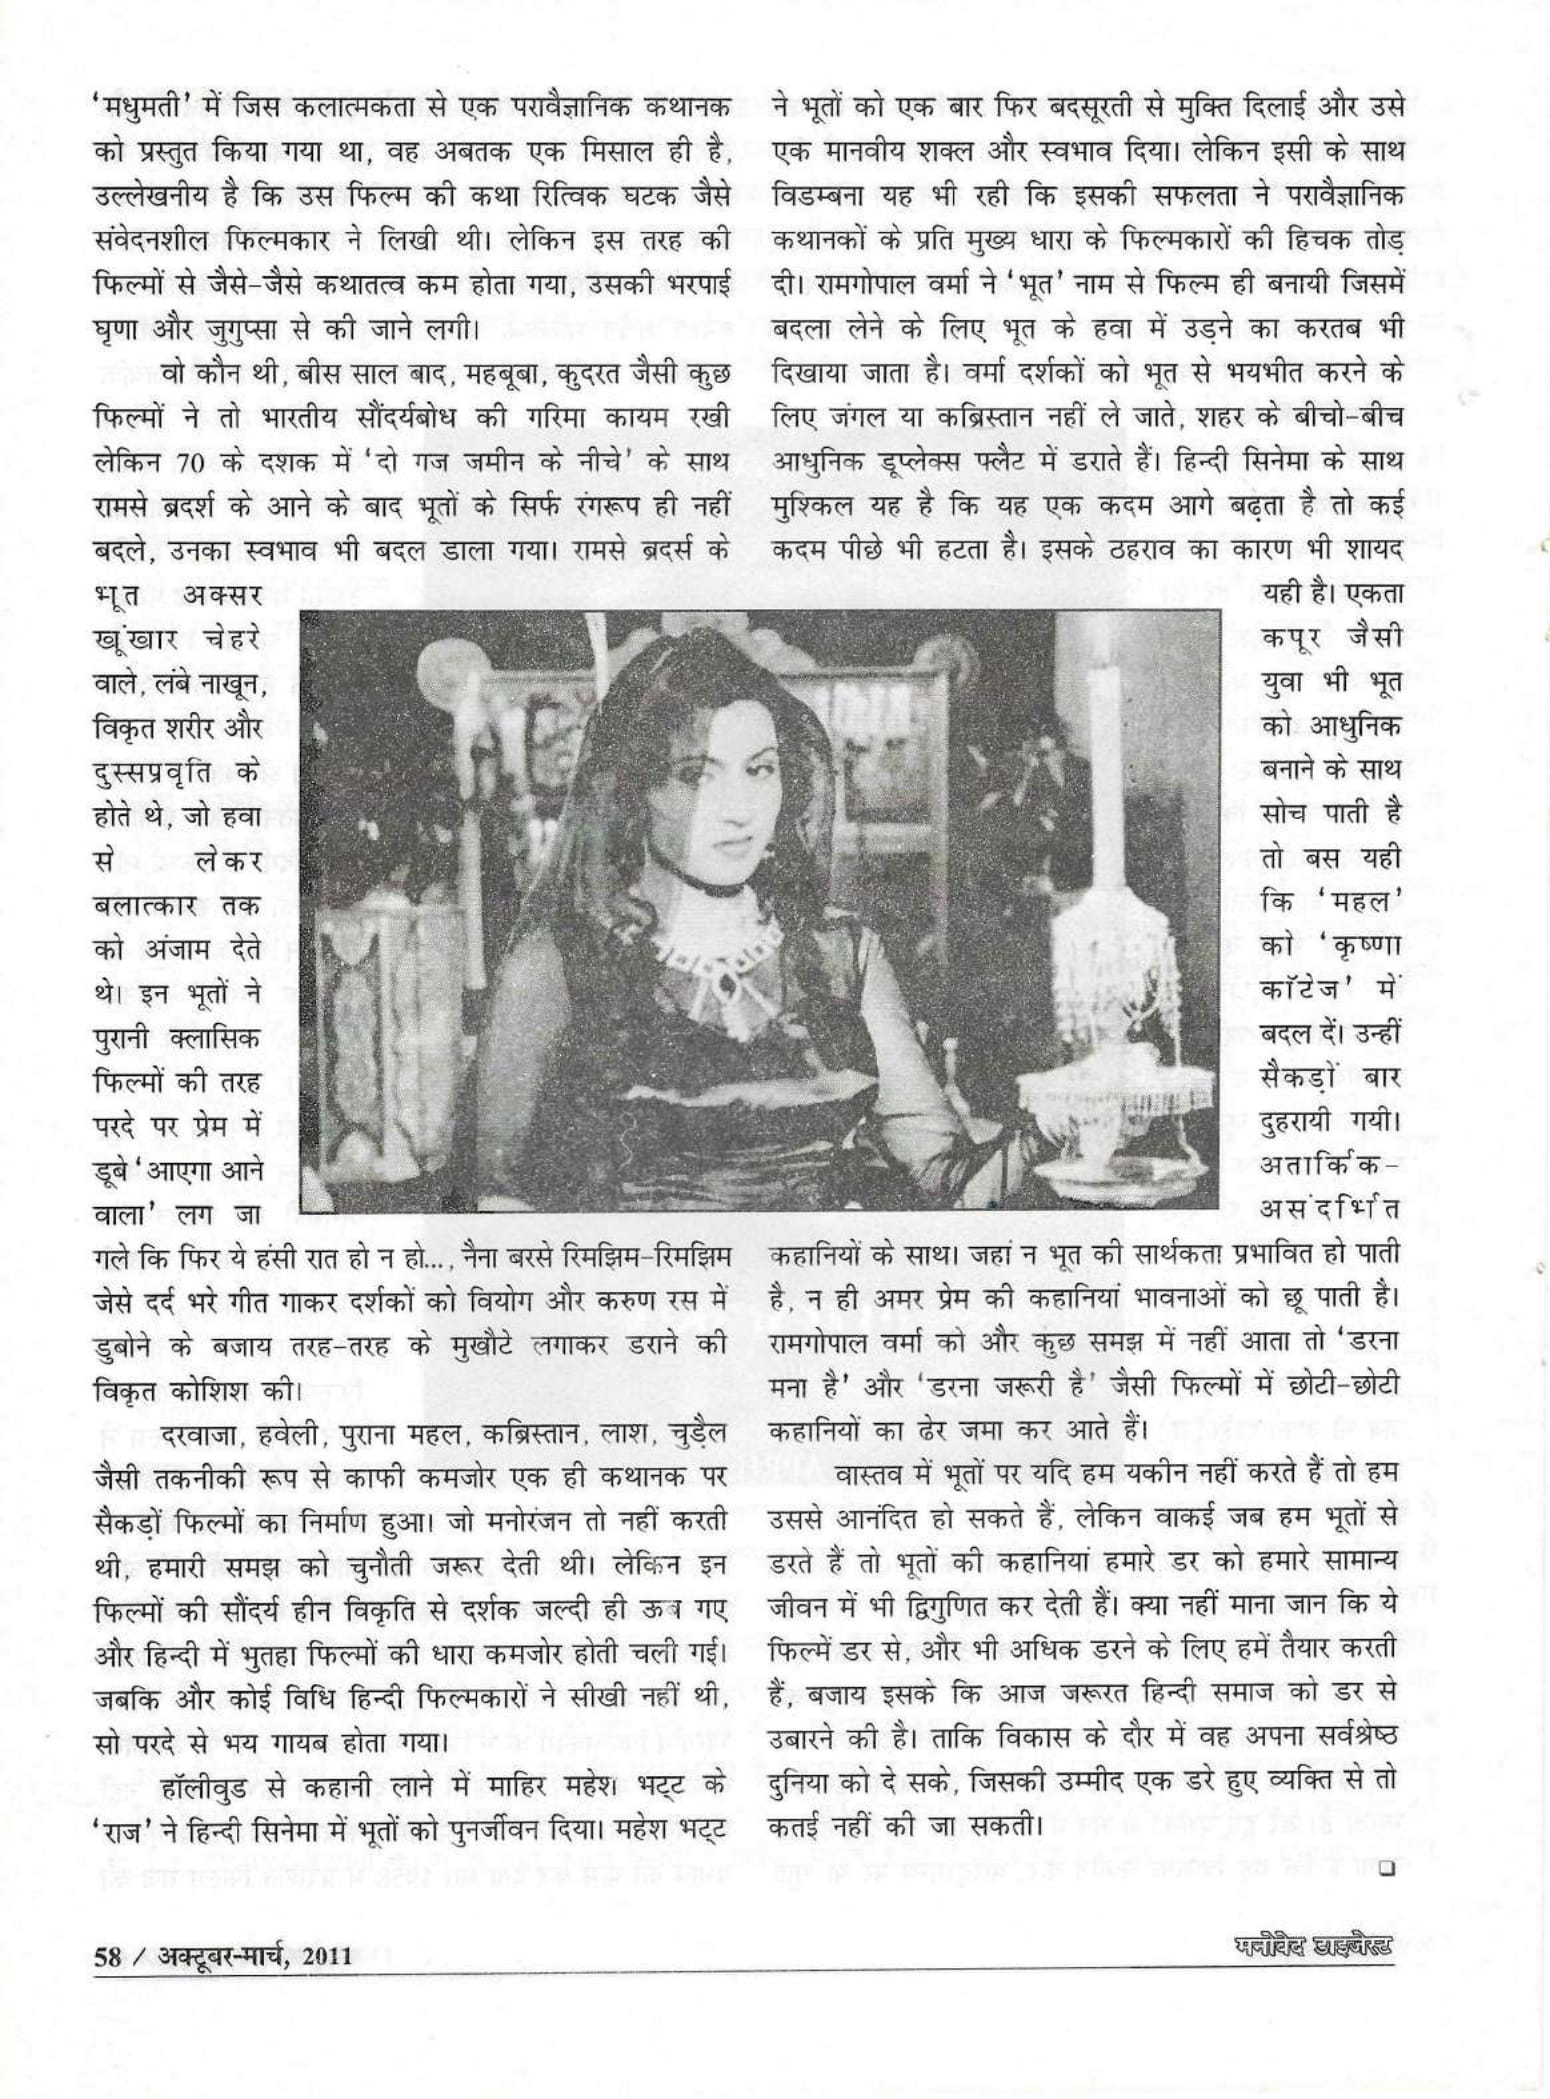 ‘मधुमती’ में जिस कलात्मकता से एक परावैज्ञानिक कथानक
को प्रस्तुत किया गया था, वह अबतक एक मिसाल ही है,
उल्लेखनीय है कि उस फिल्म की कथा रित्विक घटक जैसे
संवेदनशील फिल्मकार ने लिखी थी। लेकिन इस तरह की
फिल्मों से जैसे-जैसे कथातत्व कम होता गया, उसकी भरपाई
घृणा और जुगुप्सा से की जाने लगी।
वो कौन थी, बीस साल बाद, महबूबा, कुदरत जैसी कुछ
फिल्मों ने तो भारतीय सौंदर्यबोध की गरिमा कायम रखी
लेकिन 70 के दशक में ‘दो गज जमीन के नीचे’ के साथ
रामसे ब्रदर्श के आने के बाद भूतों के सिर्फ रंगरूप ही नहीं
बदले, उनका स्वभाव भी बदल डाला गया। रामसे ब्रदर्स के
भूत अक्सर
खूंखार चेहरे
वाले, लंबे नाखून,
विकृत शरीर और
दुस्सप्रवृति के
होते थे, जो हवा
से लेकर
बलात्कार तक
को अंजाम देते
थे। इन भूतों ने
पुरानी क्लासिक
फिल्मों की तरह
परदे पर प्रेम में
डूबे ‘आएगा आने
वाला’ लग जा
गले कि फिर ये हंसी रात हो न हो..., नैना बरसे रिमझिम-रिमझिम
जेसे दर्द भरे गीत गाकर दर्शकों को वियोग और करुण रस में
डुबोने के बजाय तरह-तरह के मुखौटे लगाकर डराने की
विकृत कोशिश की।
दरवाजा, हवेली, पुराना महल, कब्रिस्तान, लाश, चुड़ैल
जैसी तकनीकी रूप से काफी कमजोर एक ही कथानक पर
सैकड़ों फिल्मों का निर्माण हुआ। जो मनोरंजन तो नहीं करती
थी, हमारी समझ को चुनौती जरूर देती थी। लेकिन इन
फिल्मों की सौंदर्य हीन विकृति से दर्शक जल्दी ही ऊब गए
और हिन्दी में भुतहा फिल्मों की धारा कमजोर होती चली गई।
जबकि और कोई विधि हिन्दी फिल्मकारों ने सीखी नहीं थी,
सो परदे से भय गायब होता गया।
हॉलीवुड से कहानी लाने में माहिर महेश भट्ट के
‘राज’ ने हिन्दी सिनेमा में भूतों को पुनर्जीवन दिया। महेश भट्ट
ने भूतों को एक बार फिर बदसूरती से मुक्ति दिलाई और उसे
एक मानवीय शक्ल और स्वभाव दिया। लेकिन इसी के साथ
विडम्बना यह भी रही कि इसकी सफलता ने परावैज्ञानिक
कथानकों के प्रति मुख्य धारा के फिल्मकारों की हिचक तोड़
दी। रामगोपाल वर्मा ने ‘भूत’ नाम से फिल्म ही बनायी जिसमें
बदला लेने के लिए भूत के हवा में उड़ने का करतब भी
दिखाया जाता है। वर्मा दर्शकों को भूत से भयभीत करने के
लिए जंगल या कब्रिस्तान नहीं ले जाते, शहर के बीचो-बीच
आधुनिक डूप्लेक्स फ्लैट में डराते हैं। हिन्दी सिनेमा के साथ
मुश्किल यह है कि यह एक कदम आगे बढ़ता है तो कई
कदम पीछे भी हटता है। इसके ठहराव का कारण भी शायद
यही है। एकता
कपूर जैसी
युवा भी भूत
को आधुनिक
बनाने के साथ
सोच पाती है
तो बस यही
कि ‘महल’
को ‘कृष्णा
कॉटेज’ में
बदल दें। उन्हीं
सैकड़ों बार
दुहरायी गयी।
अतार्किक-
असंदर्भित
कहानियों के साथ। जहां न भूत की सार्थकता प्रभावित हो पाती
है, न ही अमर प्रेम की कहानियां भावनाओं को छू पाती है।
रामगोपाल वर्मा को और कुछ समझ में नहीं आता तो ‘डरना
मना है’ और ‘डरना जरूरी है’ जैसी फिल्मों में छोटी-छोटी
कहानियों का ढेर जमा कर आते हैं।
वास्तव में भूतों पर यदि हम यकीन नहीं करते हैं तो हम
उससे आनंदित हो सकते हैं, लेकिन वाकई जब हम भूतों से
डरते हैं तो भूतों की कहानियां हमारे डर को हमारे सामान्य
जीवन में भी द्विगुणित कर देती हैं। क्या नहीं माना जान कि ये
फिल्में डर से, और भी अधिक डरने के लिए हमें तैयार करती
हैं, बजाय इसके कि आज जरूरत हिन्दी समाज को डर से
उबारने की है। ताकि विकास के दौर में वह अपना सर्वश्रेष्ठ
दुनिया को दे सके, जिसकी उम्मीद एक डरे हुए व्यक्ति से तो
कतई नहीं की जा सकती।
58 / अक्टूबर-मार्च, 2011
मनोवेद डाइजेस्ट